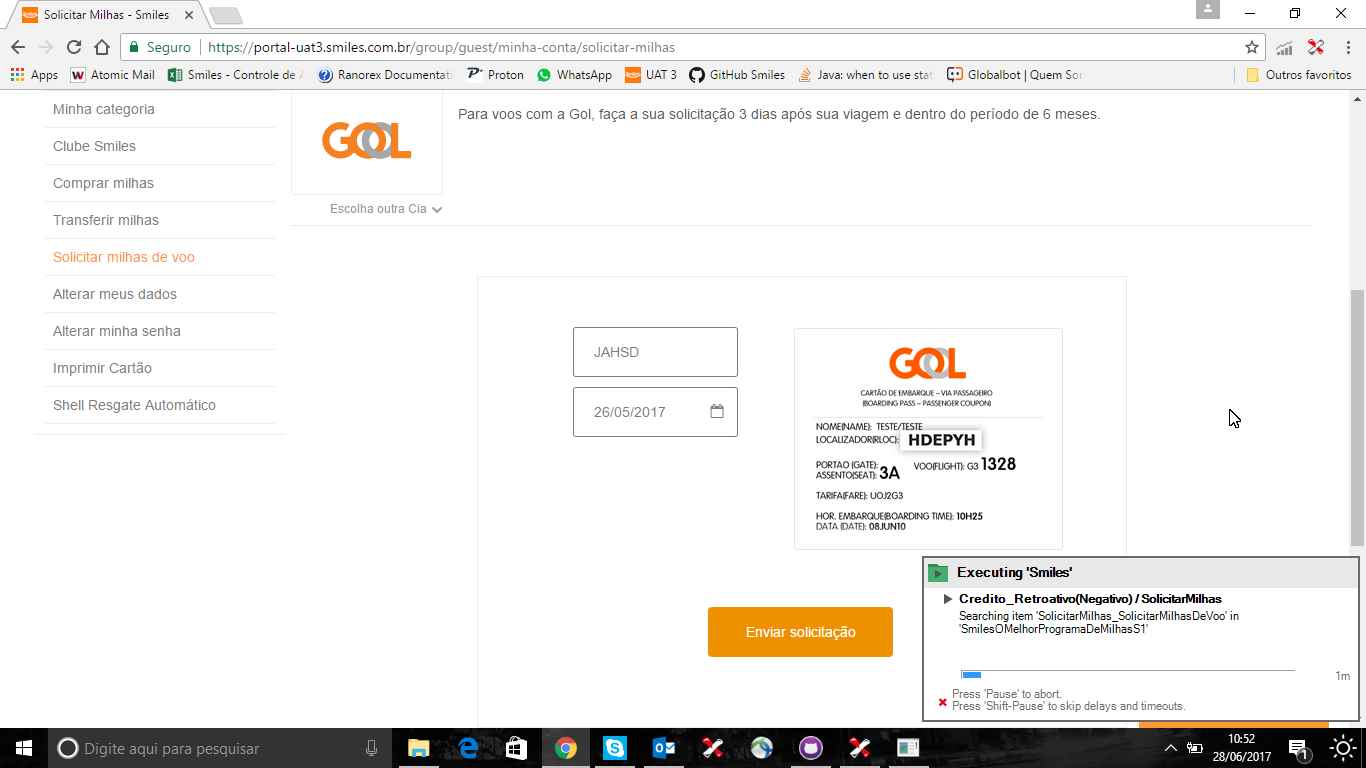 Solicitar Milhas - Smiles
Seguro
https://portal-uat3.smiles.com.br/group/guest/minha-conta/solicitar-milhas
Apps
Atomic Mail
Smiles - Controle de
Ranorex Documentat
Proton
WhatsApp
UAT 3
GitHub Smiles
Java: when to use stat
Globalbot | Quem So
Outros favoritos
Minha categoria
Clube Smiles
Comprar milhas
Transferir milhas
Solicitar milhas de voo
Alterar meus dados
Alterar minha senha
Imprimir Cartão
Shell Resgate Automático
GOL
Escolha outra Cia
Para voos com a Gol, faça a sua solicitação 3 dias após sua viagem e dentro do período de 6 meses.
JAHSD
26/05/2017
GOL
CARTÃO DE EMBARQUE – VIA PASSAGEIRO
(BOARDING PASS – PASSENGER COUPON)
NOME(NAME): TESTE/TESTE
LOCALIZADOR(RLOC): HDEPYH
PORTAO (GATE):
ASSENTO(SEAT): 3A
VOO(FLIGHT): G3 1328
TARIFA(FARE): UOJ2G3
HOR. EMBARQUE(BOARDING TIME): 10H25
DATA (DATE): 08JUN10
Enviar solicitação
Executing 'Smiles'
Credito_Retroativo(Negativo) / SolicitarMilhas
Searching item 'SolicitarMilhas_SolicitarMilhasDeVoo' in
'SmilesOMelhorProgramaDeMilhasS1'
1m
Press 'Pause' to abort.
Press 'Shift-Pause' to skip delays and timeouts.
Digite aqui para pesquisar
10:52
28/06/2017
1